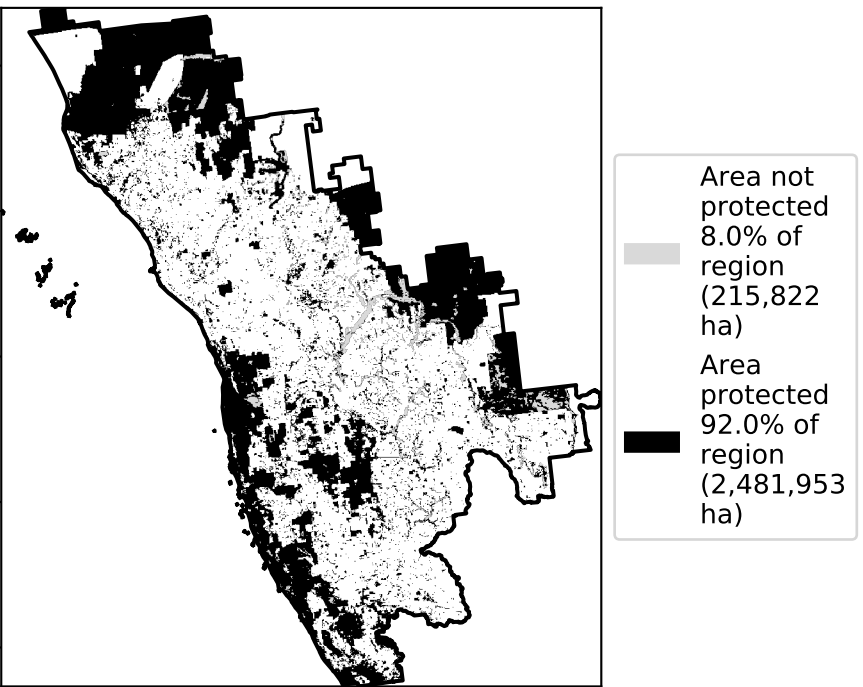 Area not
protected
8.0% of
region
(215,822
ha)
Area
protected
92.0% of
region
(2,481,953
ha)